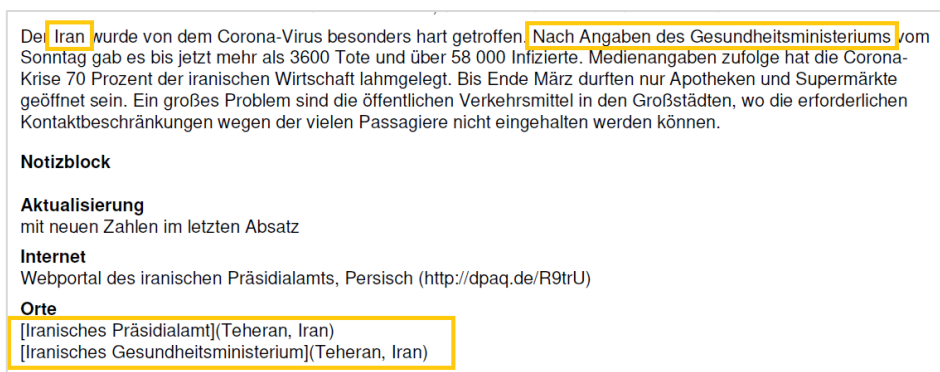 Der Iran wurde von dem Corona-Virus besonders hart getroffen. Nach Angaben des Gesundheitsministeriums vom
Sonntag gab es bis jetzt mehr als 3600 Tote und über 58 000 Infizierte. Medienangaben zufolge hat die Corona-
Krise 70 Prozent der iranischen Wirtschaft lahmgelegt. Bis Ende März durften nur Apotheken und Supermärkte
geöffnet sein. Ein großes Problem sind die öffentlichen Verkehrsmittel in den Großstädten, wo die erforderlichen
Kontaktbeschränkungen wegen der vielen Passagiere nicht eingehalten werden können.
Notizblock
Aktualisierung
mit neuen Zahlen im letzten Absatz
Internet
Webportal des iranischen Präsidialamts, Persisch (http://dpaq.de/R9trU)
Orte
[Iranisches Präsidialamt](Teheran, Iran)
[Iranisches Gesundheitsministerium](Teheran, Iran)